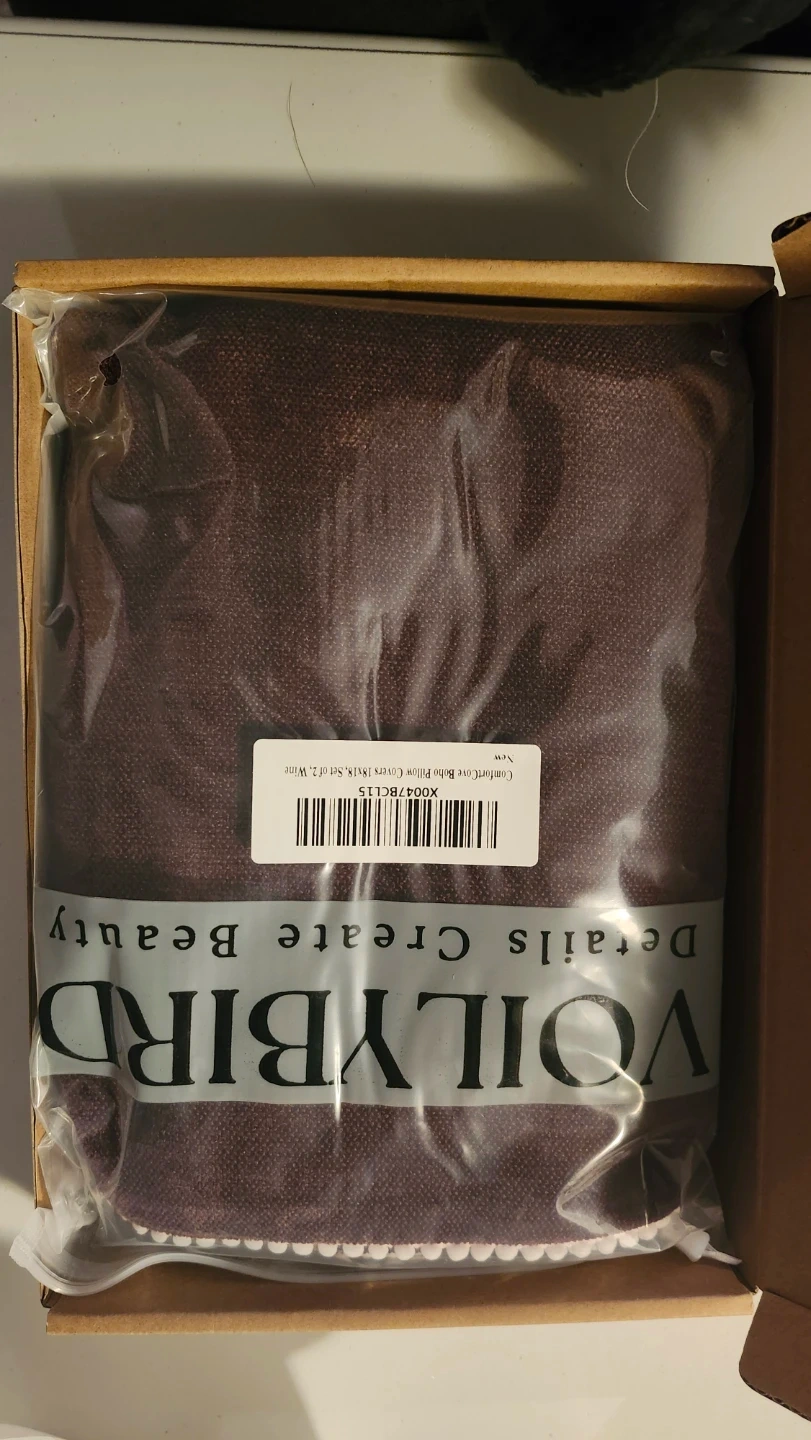 VOILYBIRD
Details Create Beauty
X0047BCL15
ComfortCove Boho Pillow Covers 18x18, Set of 2, Wine
New